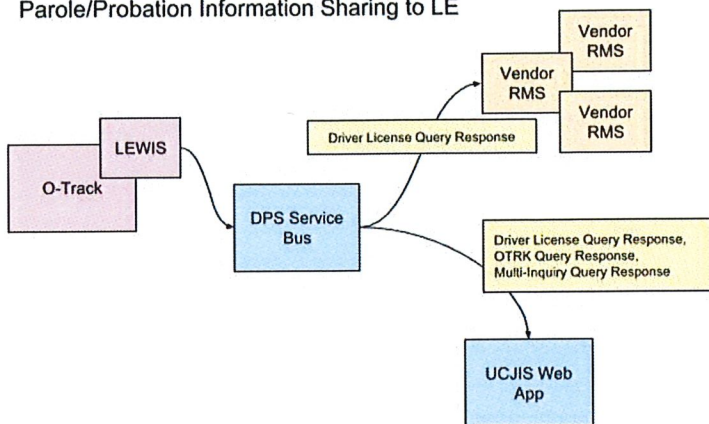 Parole/Probation Information Sharing to LE
Vendor
RMS
Vendor
RMS
Vendor
RMS
Driver License Query Response
LEWIS
O-Track
DPS Service
Bus
Driver License Query Response,
OTRK Query Response,
Multi-Inquiry Query Response
UCJIS Web
App